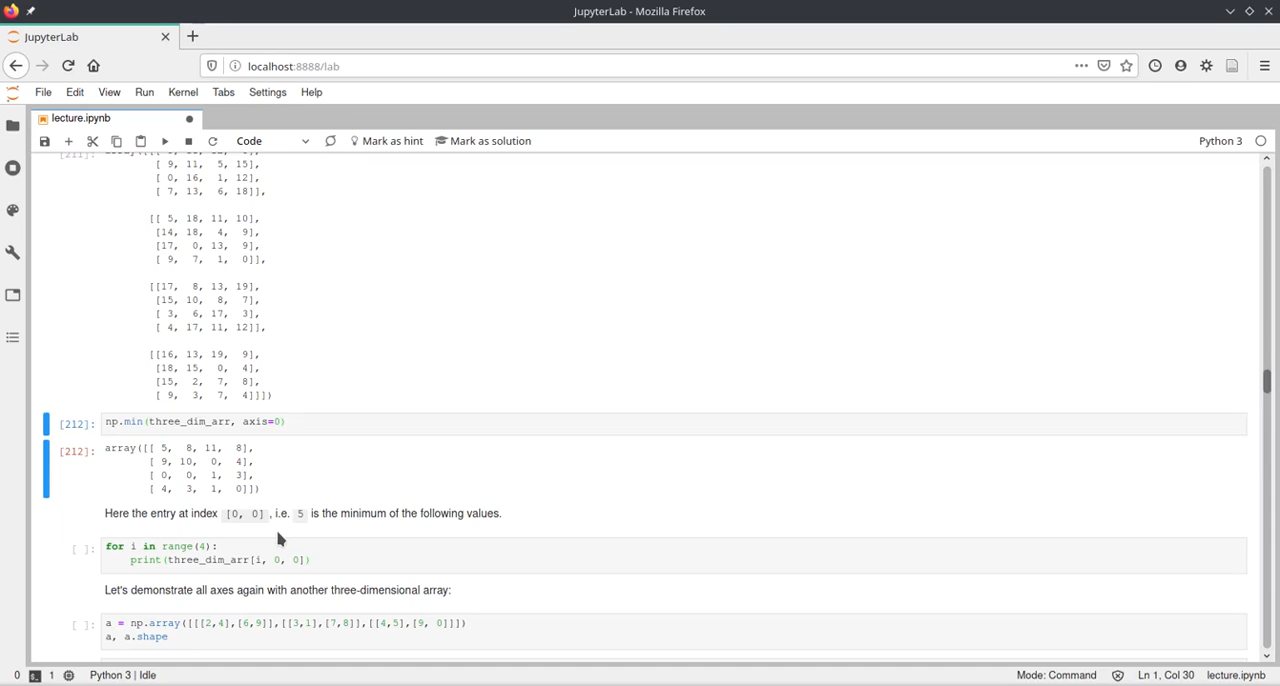 JupyterLab - Mozilla Firefox
JupyterLab
localhost:8888/lab
File Edit View Run Kernel Tabs Settings Help
lecture.ipynb
Code Mark as hint Mark as solution Python 3
[211]:
[ 9, 11, 5, 15],
[ 0, 16, 1, 12],
[ 7, 13, 6, 18]],
[[ 5, 18, 11, 10],
[14, 18, 4, 9],
[17, 0, 13, 9],
[ 9, 7, 1, 0]],
[[17, 8, 13, 19],
[15, 10, 8, 7],
[ 3, 6, 17, 3],
[ 4, 17, 11, 12]],
[[16, 13, 19, 9],
[18, 15, 0, 4],
[15, 2, 7, 8],
[ 9, 3, 7, 4]]])
[212]: np.min(three_dim_arr, axis=0)
[212]: array([[ 5, 8, 11, 8],
[ 9, 10, 0, 4],
[ 0, 0, 1, 3],
[ 4, 3, 1, 0]])
Here the entry at index [0, 0], i.e. 5 is the minimum of the following values.
[ ]: for i in range(4):
print(three_dim_arr[i, 0, 0])
Let's demonstrate all axes again with another three-dimensional array:
[ ]: a = np.array([[[2,4],[6,9]],[[3,1],[7,8]],[[4,5],[9, 0]]])
a, a.shape
0 1 Python 3 | Idle Mode: Command Ln 1, Col 30 lecture.ipynb